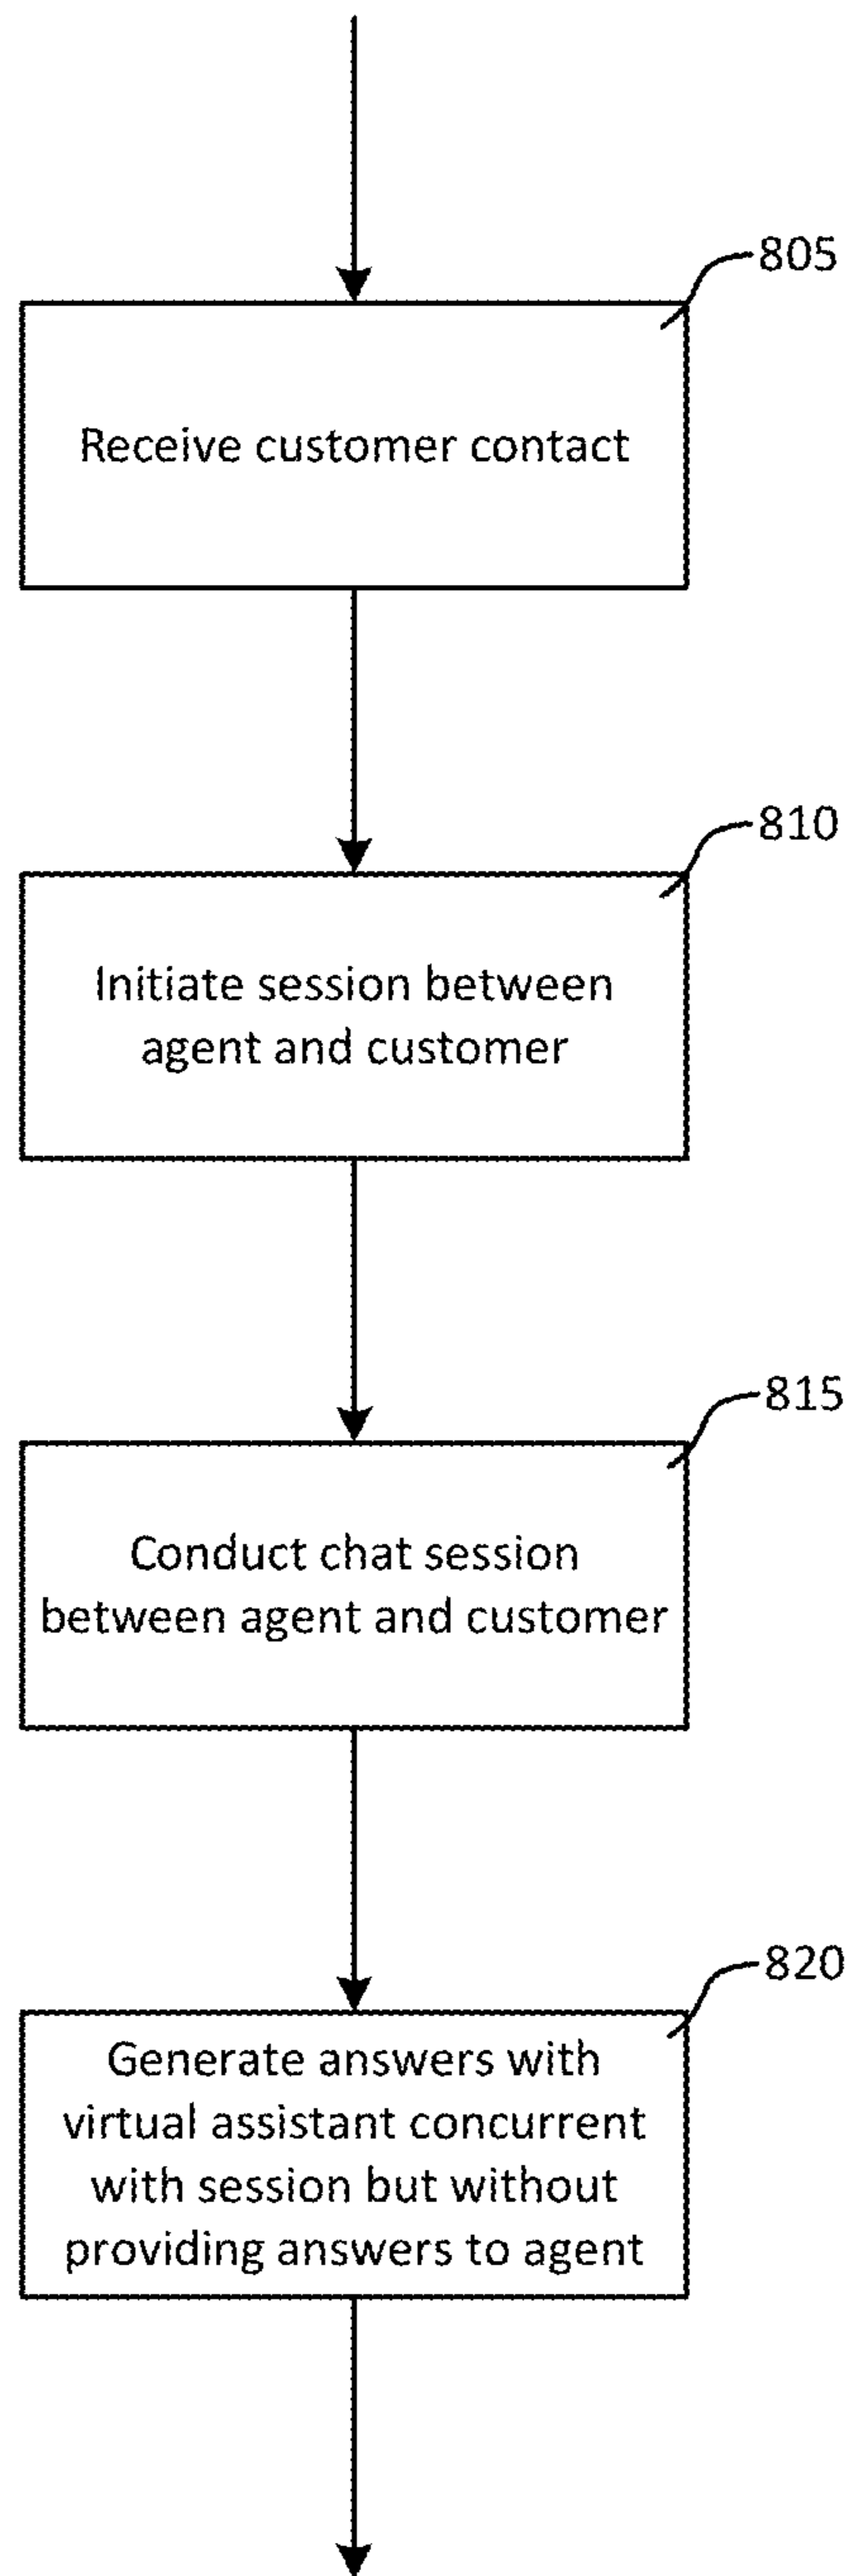 805
Receive customer contact
810
Initiate session between
agent and customer
815
Conduct chat session
between agent and customer
820
Generate answers with
virtual assistant concurrent
with session but without
providing answers to agent